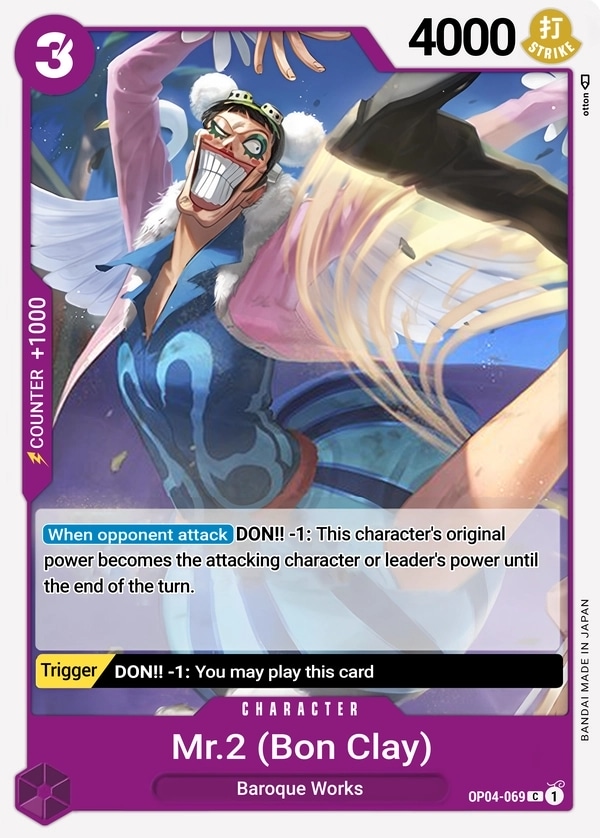 3
4000
打
STRIKE
otton
COUNTER +1000
When opponent attack DON!! -1: This character's original
power becomes the attacking character or leader's power until
the end of the turn.
Trigger DON!! -1: You may play this card
CHARACTER
Mr.2 (Bon Clay)
Baroque Works
OP04-069 C 1
BANDAI MADE IN JAPAN